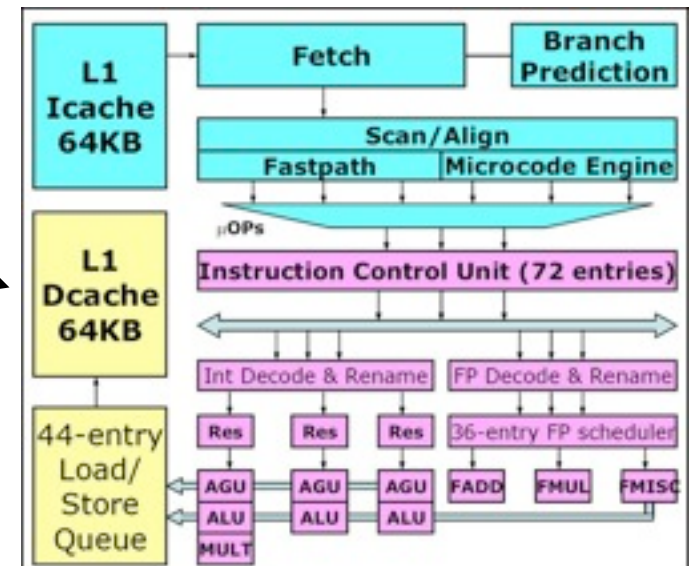 L1
Icache
64KB
Fetch
Branch
Prediction
Scan/Align
Fastpath
Microcode Engine
μOPs
L1
Dcache
64KB
Instruction Control Unit (72 entries)
Int Decode & Rename
FP Decode & Rename
44-entry
Load/
Store
Queue
Res
Res
Res
36-entry FP scheduler
AGU
AGU
AGU
FADD
FMUL
FMISC
ALU
ALU
ALU
MULT